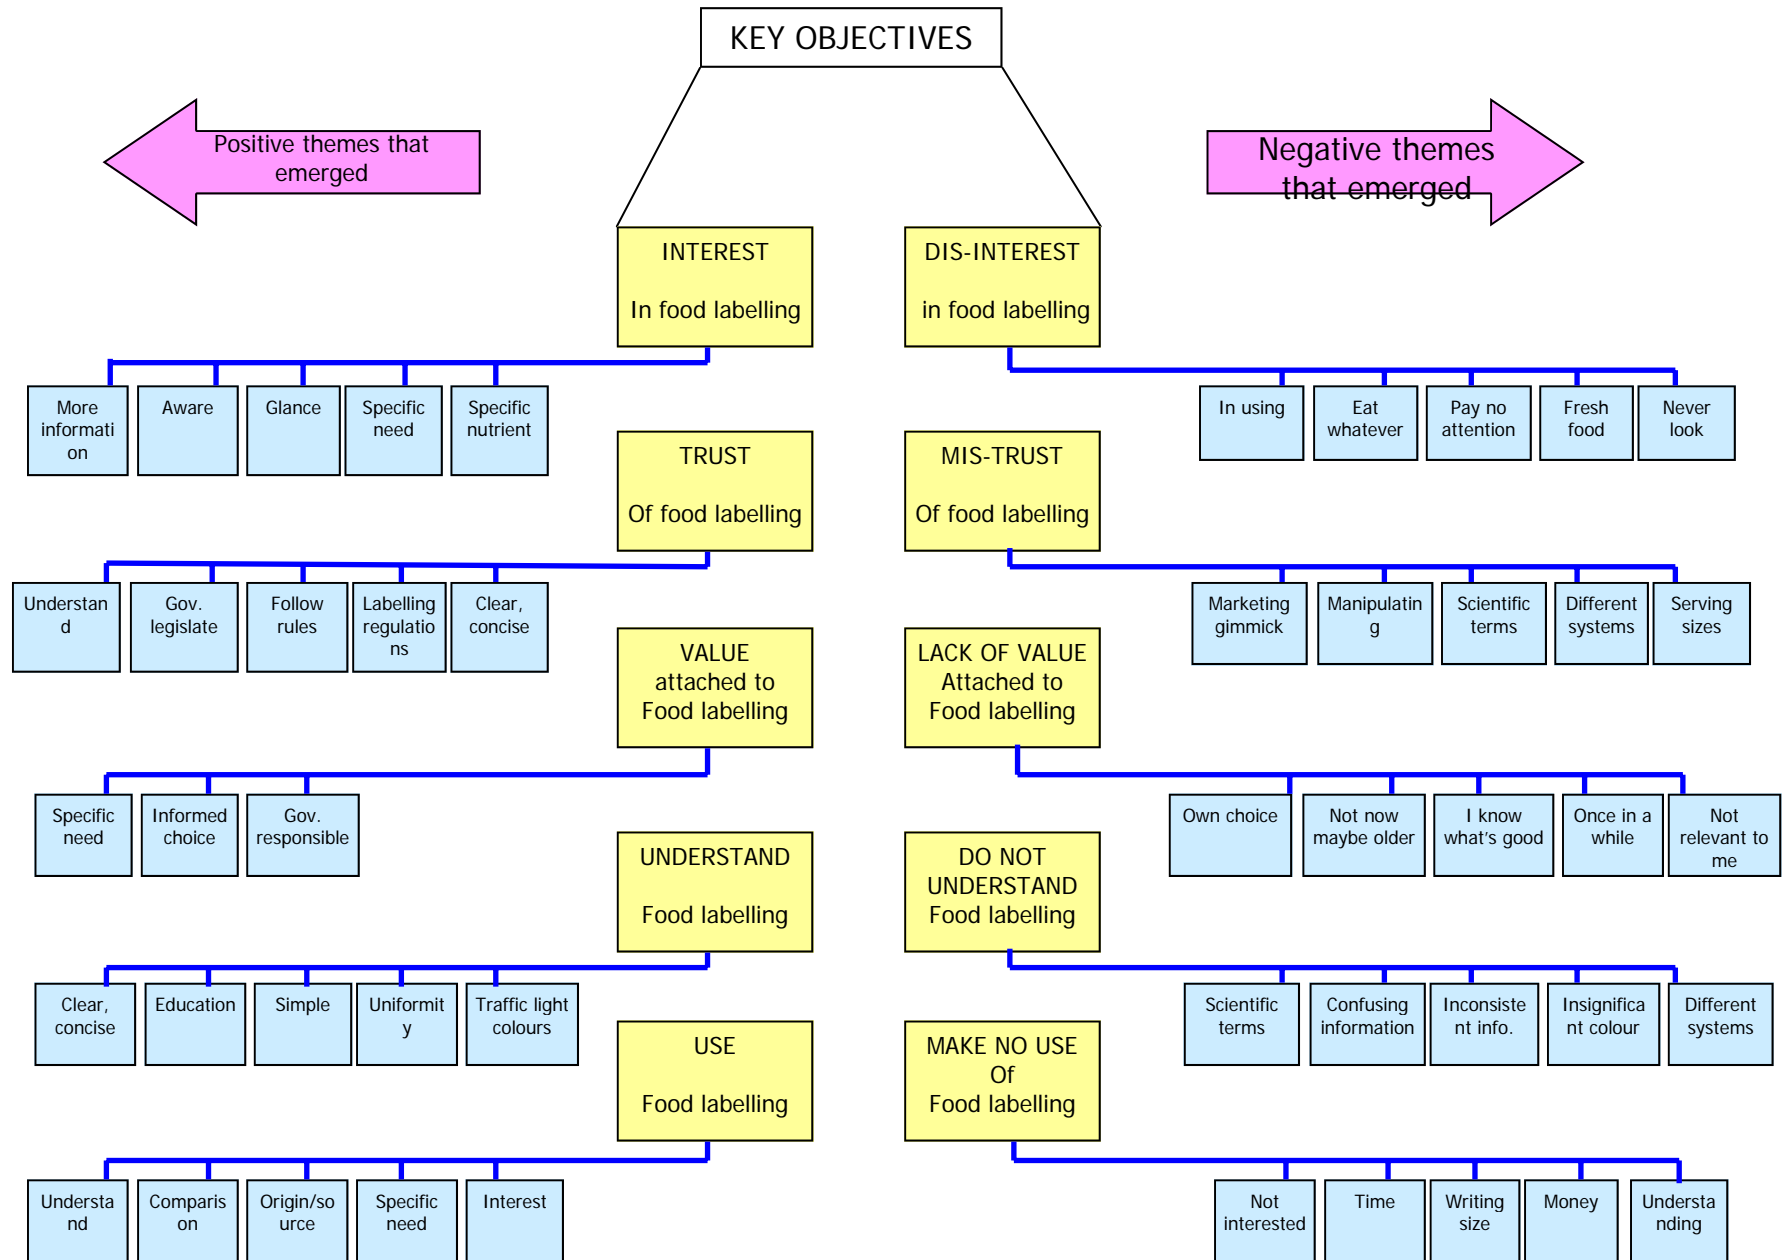 KEY OBJECTIVES
Positive themes that
emerged
Negative themes
that emerged
INTEREST
In food labelling
DIS-INTEREST
in food labelling
More
informati
on
Aware
Glance
Specific
need
Specific
nutrient
In using
Eat
whatever
Pay no
attention
Fresh
food
Never
look
TRUST
Of food labelling
MIS-TRUST
Of food labelling
Understan
d
Gov.
legislate
Follow
rules
Labelling
regulatio
ns
Clear,
concise
Marketing
gimmick
Manipulatin
g
Scientific
terms
Different
systems
Serving
sizes
VALUE
attached to
Food labelling
LACK OF VALUE
Attached to
Food labelling
Specific
need
Informed
choice
Gov.
responsible
Own choice
Not now
maybe older
I know
what's good
Once in a
while
Not
relevant to
me
UNDERSTAND
Food labelling
DO NOT
UNDERSTAND
Food labelling
Clear,
concise
Education
Simple
Uniformit
y
Traffic light
colours
Scientific
terms
Confusing
information
Inconsiste
nt info.
Insignifica
nt colour
Different
systems
USE
Food labelling
MAKE NO USE
Of
Food labelling
Understa
nd
Comparis
on
Origin/so
urce
Specific
need
Interest
Not
interested
Time
Writing
size
Money
Understa
nding